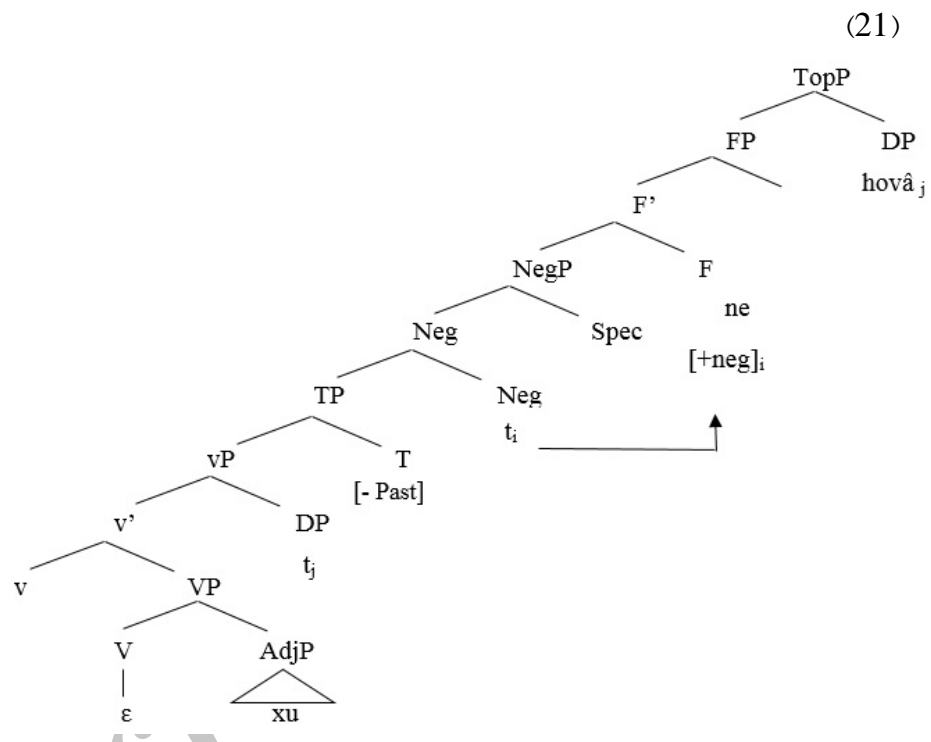 (21)
TopP
FP DP
hovâ j
F’
NegP F
ne
Neg Spec
[+neg]i
TP Neg
ti
vP T
[- Past]
v’ DP
tj
v VP
V AdjP
ε xu